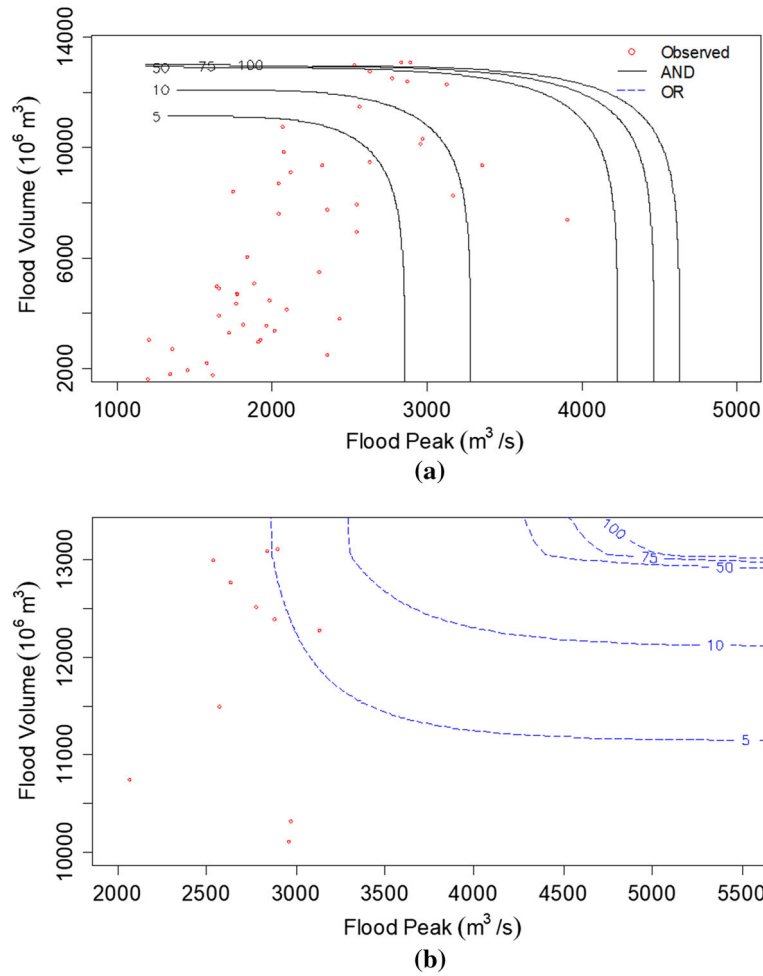 14000
10000
6000
2000
Flood Volume (10⁶ m³)
50 75 100
10
5
Observed
AND
OR
1000 2000 3000 4000 5000
Flood Peak (m³/s)
(a)
13000
12000
11000
10000
Flood Volume (10⁶ m³)
100
75
50
10
5
2000 2500 3000 3500 4000 4500 5000 5500
Flood Peak (m³/s)
(b)